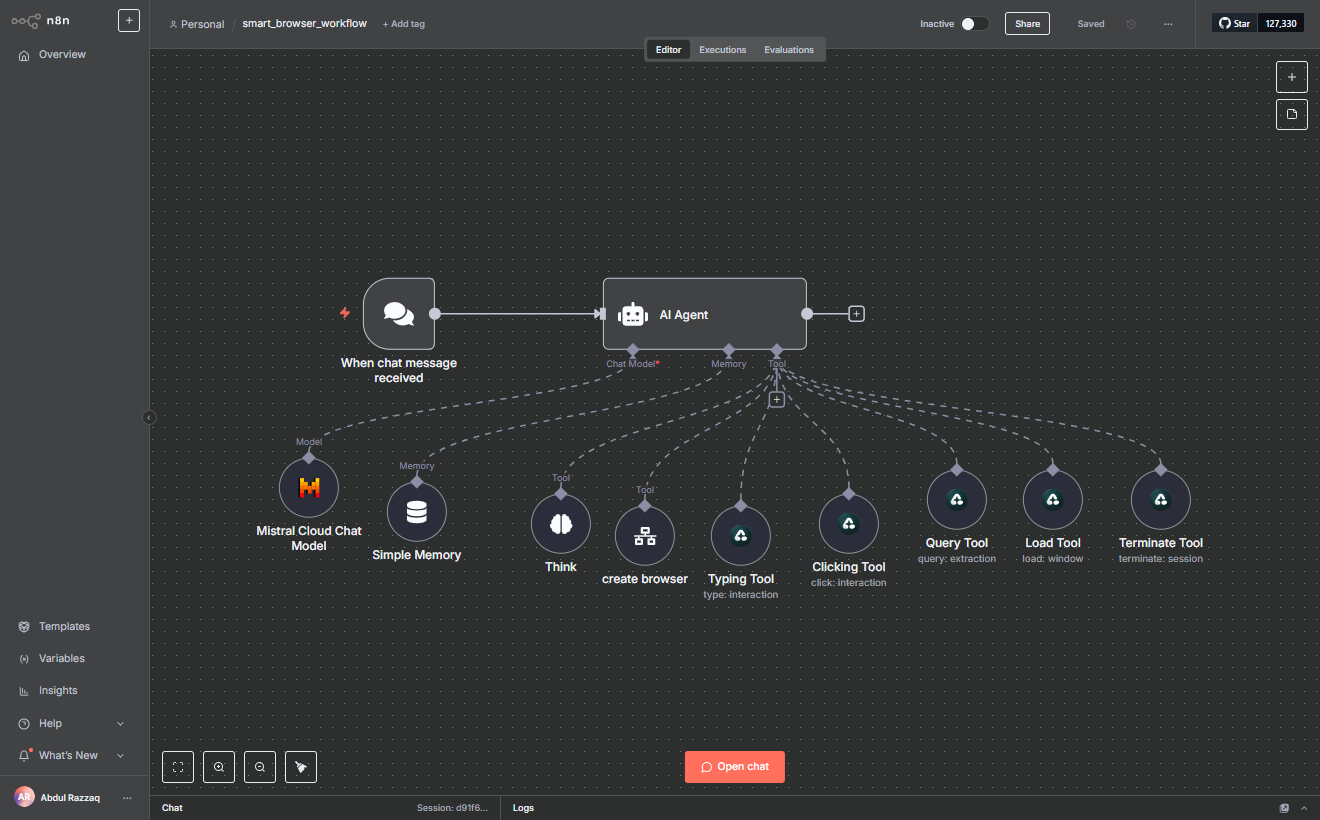 n8n
+
Personal / smart_browser_workflow + Add tag
Inactive
Share
Saved
...
Star 127,330
Overview
Editor Executions Evaluations
+
AI Agent
+
When chat message
received
Chat Model*
Memory
Tool
+
Model
Memory
Tool
Tool
Mistral Cloud Chat
Model
Simple Memory
Think
create browser
Typing Tool
type: interaction
Clicking Tool
click: interaction
Query Tool
query: extraction
Load Tool
load: window
Terminate Tool
terminate: session
Templates
Variables
Insights
Help
What's New
AR Abdul Razzaq ...
Open chat
Chat
Session: d91f6...
Logs